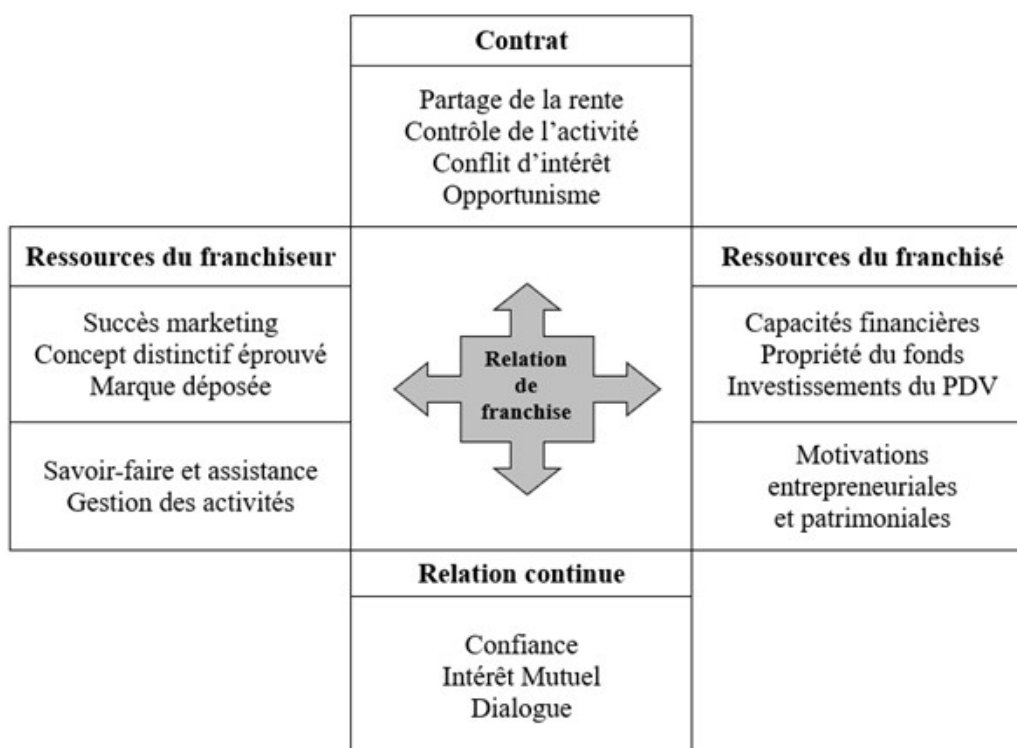 Contrat
Partage de la rente
Contrôle de l’activité
Conflit d’intérêt
Opportunisme
Ressources du franchiseur
Succès marketing
Concept distinctif éprouvé
Marque déposée
Savoir-faire et assistance
Gestion des activités
Relation
de
franchise
Ressources du franchisé
Capacités financières
Propriété du fonds
Investissements du PDV
Motivations
entrepreneuriales
et patrimoniales
Relation continue
Confiance
Intérêt Mutuel
Dialogue